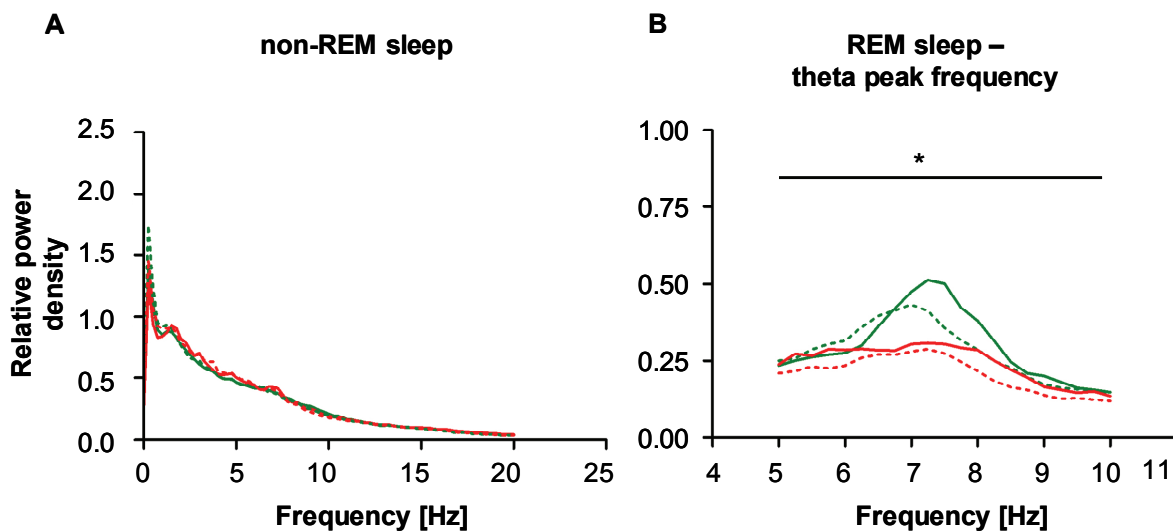 A
non-REM sleep
Relative power
density
2.5
2.0
1.5
1.0
0.5
0.0
0
5
10
15
20
25
Frequency [Hz]
B
REM sleep –
theta peak frequency
1.00
0.75
0.50
0.25
0.00
*
4
5
6
7
8
9
10
11
Frequency [Hz]